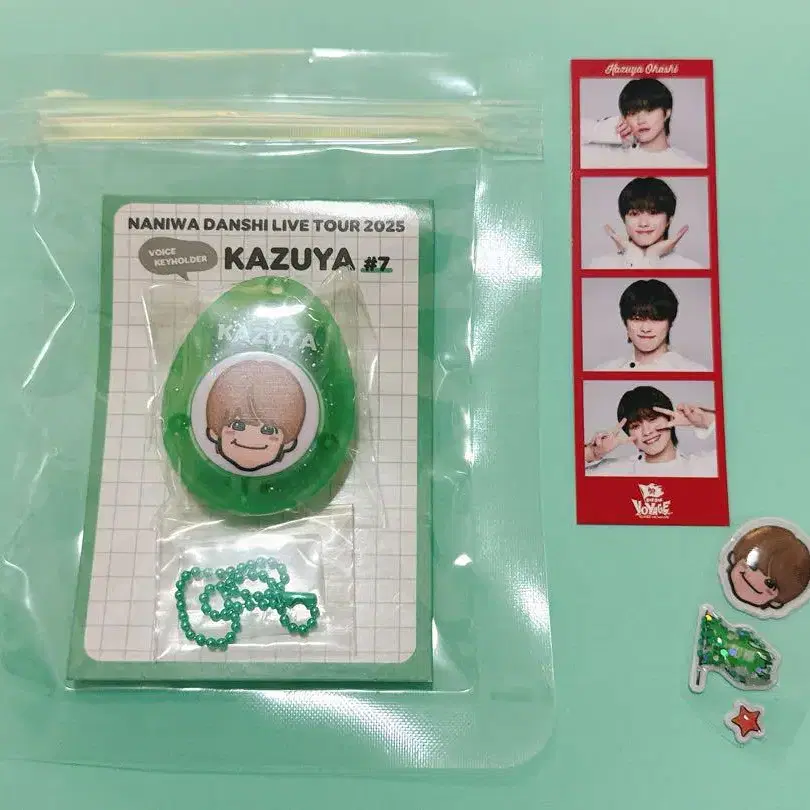 NANIWA DANSHI LIVE TOUR 2025
VOICE
KEYHOLDER
KAZUYA #7
KAZUYA
Kazuya Ohashi
VOYAGE